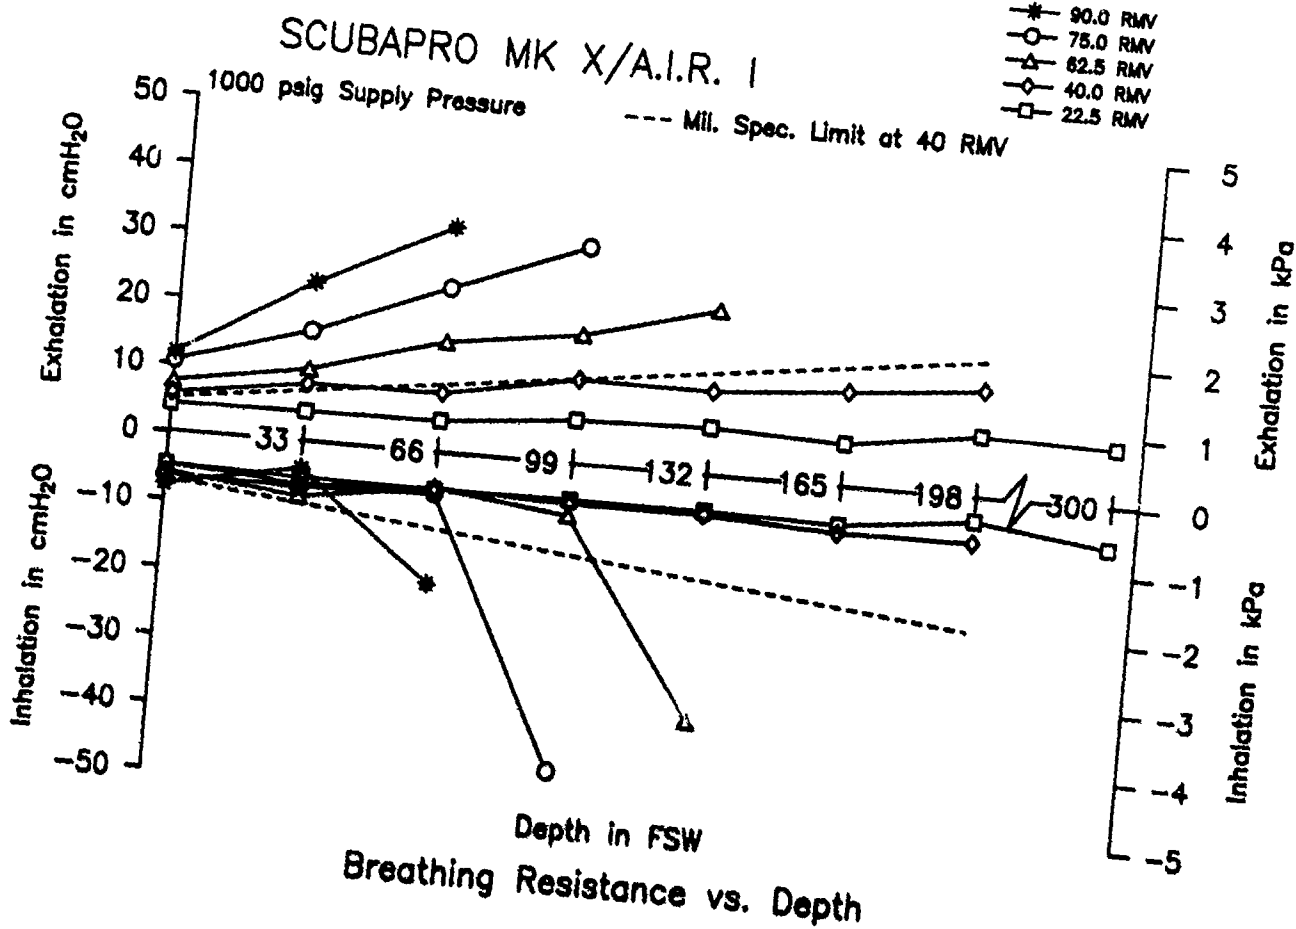 SCUBAPRO MK X/A.I.R. I
1000 psig Supply Pressure
--- Mil. Spec. Limit at 40 RMV
90.0 RMV
75.0 RMV
62.5 RMV
40.0 RMV
22.5 RMV
Exhalation in cmH₂O
50
40
30
20
10
0
-10
-20
-30
-40
-50
Inhalation in cmH₂O
33 66 99 132 165 198 300
5
4
3
2
1
0
-1
-2
-3
-4
-5
Exhalation in kPa
Inhalation in kPa
Depth in FSW
Breathing Resistance vs. Depth